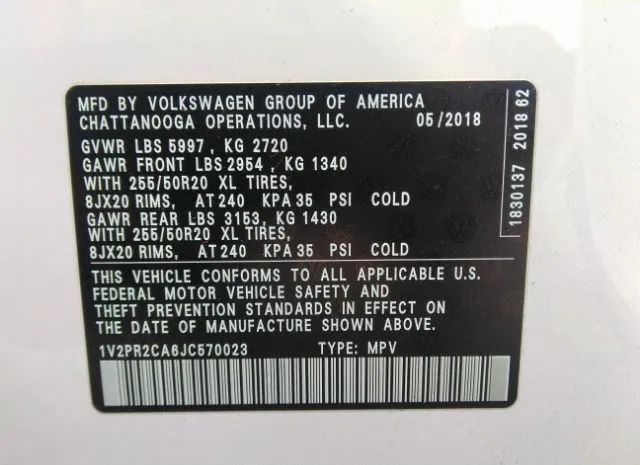 MFD BY VOLKSWAGEN GROUP OF AMERICA
CHATTANOOGA OPERATIONS, LLC. 05/2018
GVWR LBS 5997 , KG 2720
GAWR FRONT LBS 2954 , KG 1340
WITH 255/50R20 XL TIRES,
8JX20 RIMS, AT 240 KPA 35 PSI COLD
GAWR REAR LBS 3153, KG 1430
WITH 255/50R20 XL TIRES,
8JX20 RIMS, AT 240 KPA 35 PSI COLD
THIS VEHICLE CONFORMS TO ALL APPLICABLE U.S.
FEDERAL MOTOR VEHICLE SAFETY AND
THEFT PREVENTION STANDARDS IN EFFECT ON
THE DATE OF MANUFACTURE SHOWN ABOVE.
1V2PR2CA6JC570023 TYPE: MPV
1830137 2018 62